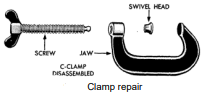 SWIVEL HEAD
SCREW
JAW
C-CLAMP
DISASSEMBLED
Clamp repair